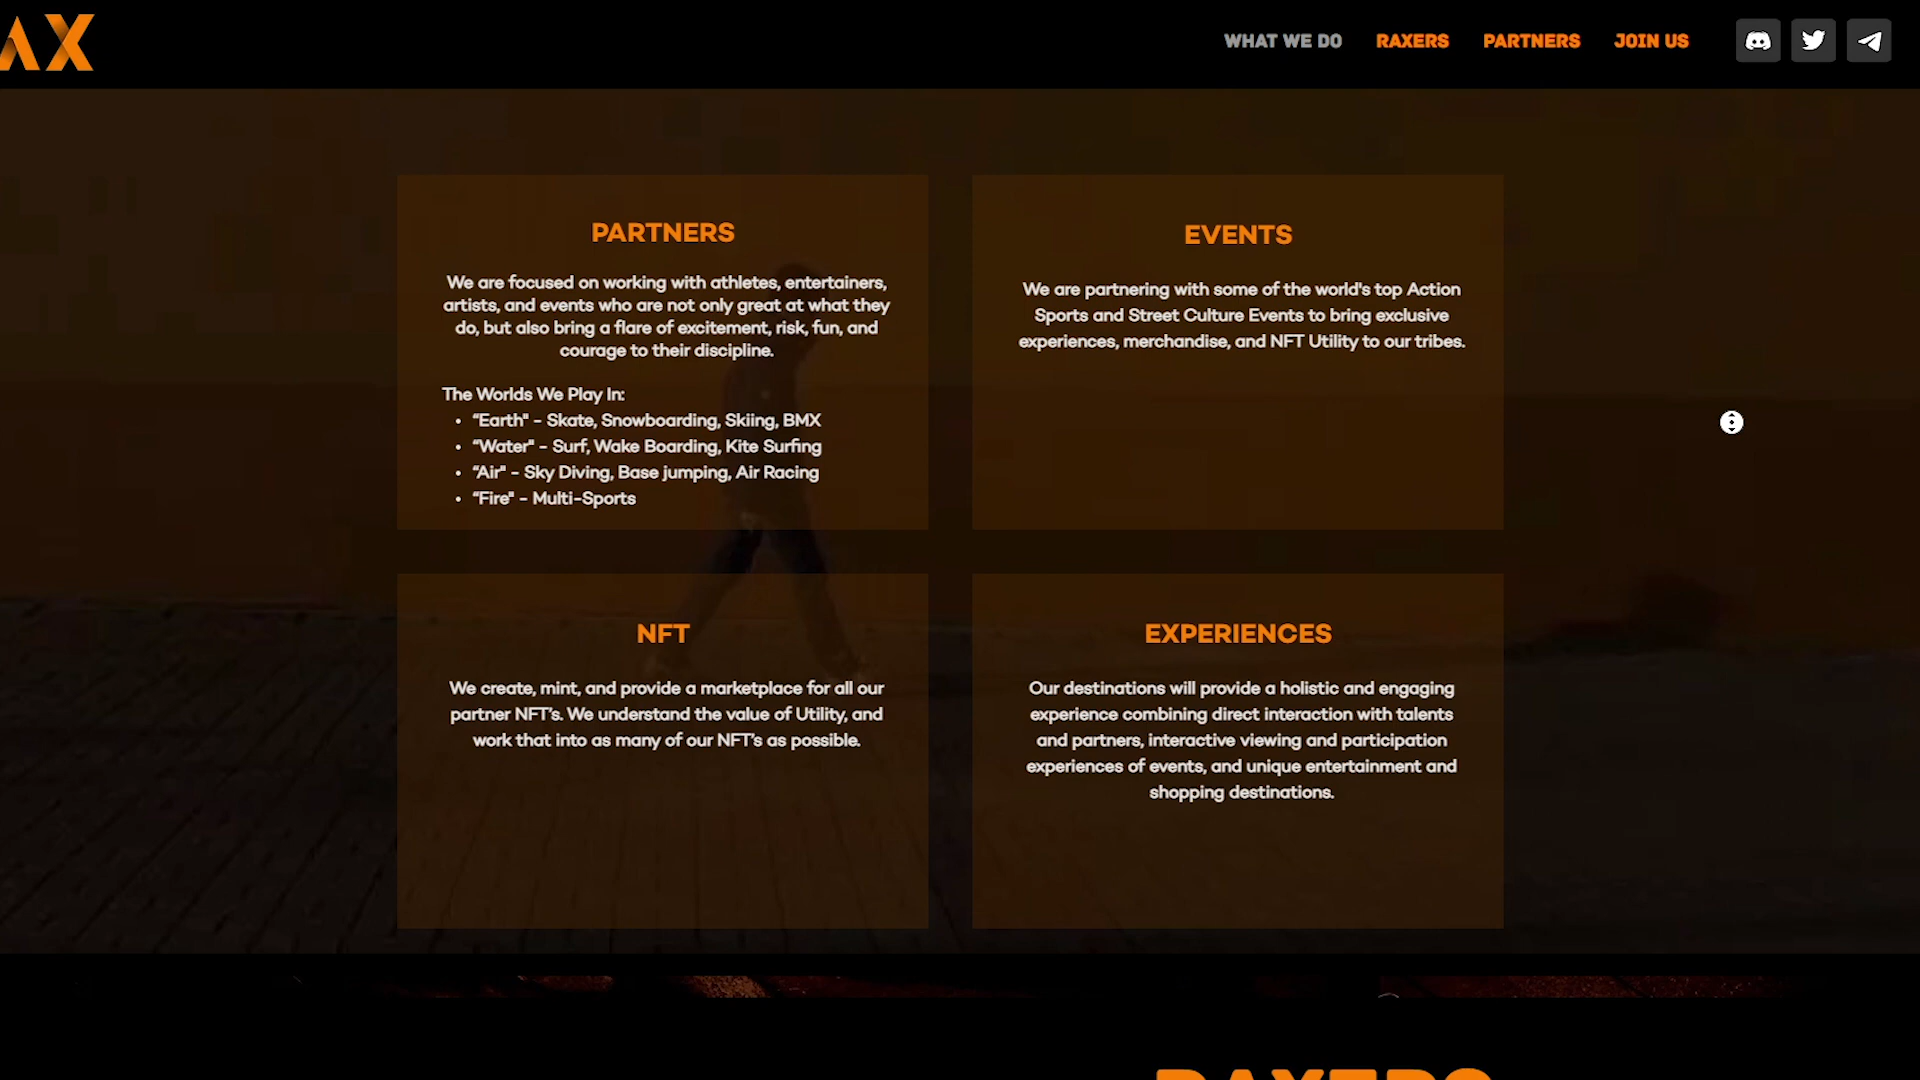 AX
WHAT WE DO
RAXERS
PARTNERS
JOIN US
PARTNERS
We are focused on working with athletes, entertainers,
artists, and events who are not only great at what they
do, but also bring a flare of excitement, risk, fun, and
courage to their discipline.
The Worlds We Play In:
• “Earth" - Skate, Snowboarding, Skiing, BMX
• “Water" - Surf, Wake Boarding, Kite Surfing
• “Air" - Sky Diving, Base jumping, Air Racing
• “Fire" - Multi-Sports
EVENTS
We are partnering with some of the world's top Action
Sports and Street Culture Events to bring exclusive
experiences, merchandise, and NFT Utility to our tribes.
NFT
We create, mint, and provide a marketplace for all our
partner NFT’s. We understand the value of Utility, and
work that into as many of our NFT’s as possible.
EXPERIENCES
Our destinations will provide a holistic and engaging
experience combining direct interaction with talents
and partners, interactive viewing and participation
experiences of events, and unique entertainment and
shopping destinations.
RAXERS